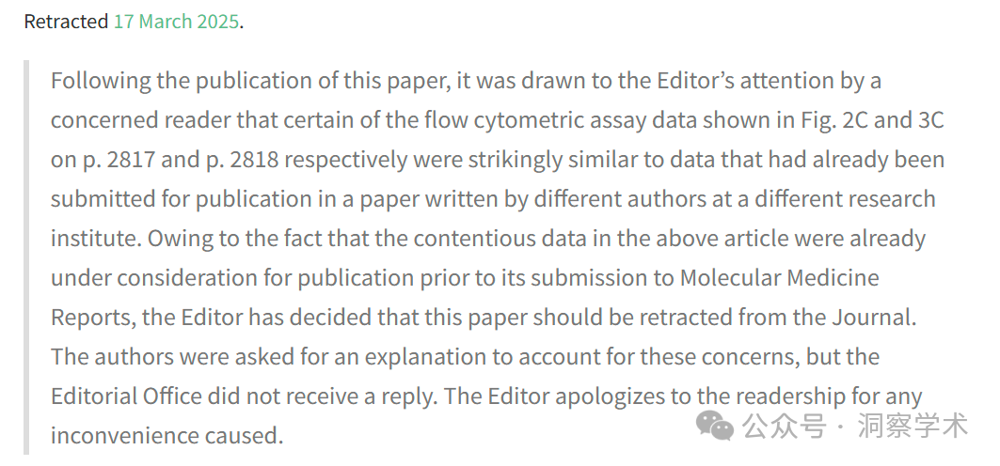 Retracted 17 March 2025.
Following the publication of this paper, it was drawn to the Editor’s attention by a
concerned reader that certain of the flow cytometric assay data shown in Fig. 2C and 3C
on p. 2817 and p. 2818 respectively were strikingly similar to data that had already been
submitted for publication in a paper written by different authors at a different research
institute. Owing to the fact that the contentious data in the above article were already
under consideration for publication prior to its submission to Molecular Medicine
Reports, the Editor has decided that this paper should be retracted from the Journal.
The authors were asked for an explanation to account for these concerns, but the
Editorial Office did not receive a reply. The Editor apologizes to the readership for any
inconvenience caused.
公众号 · 洞察学术